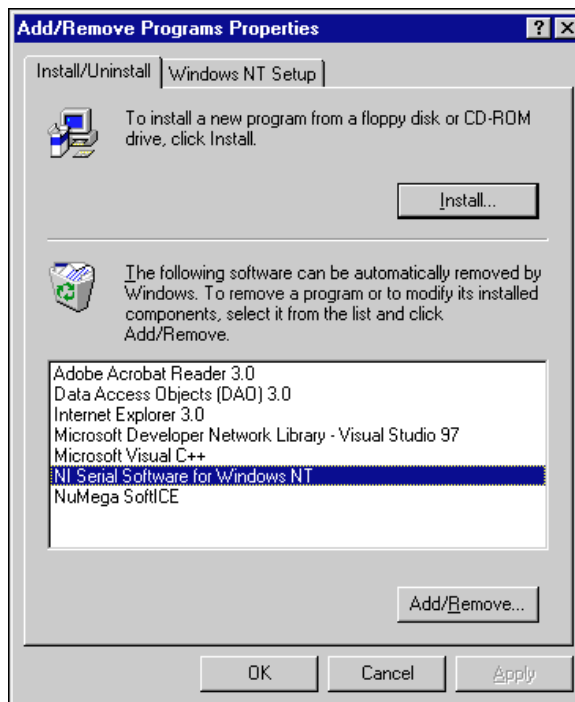 Add/Remove Programs Properties
Install/Uninstall
Windows NT Setup
To install a new program from a floppy disk or CD-ROM
drive, click Install.
Install...
The following software can be automatically removed by
Windows. To remove a program or to modify its installed
components, select it from the list and click
Add/Remove.
Adobe Acrobat Reader 3.0
Data Access Objects (DAO) 3.0
Internet Explorer 3.0
Microsoft Developer Network Library - Visual Studio 97
Microsoft Visual C++
NI Serial Software for Windows NT
NuMega SoftICE
Add/Remove...
OK
Cancel
Apply